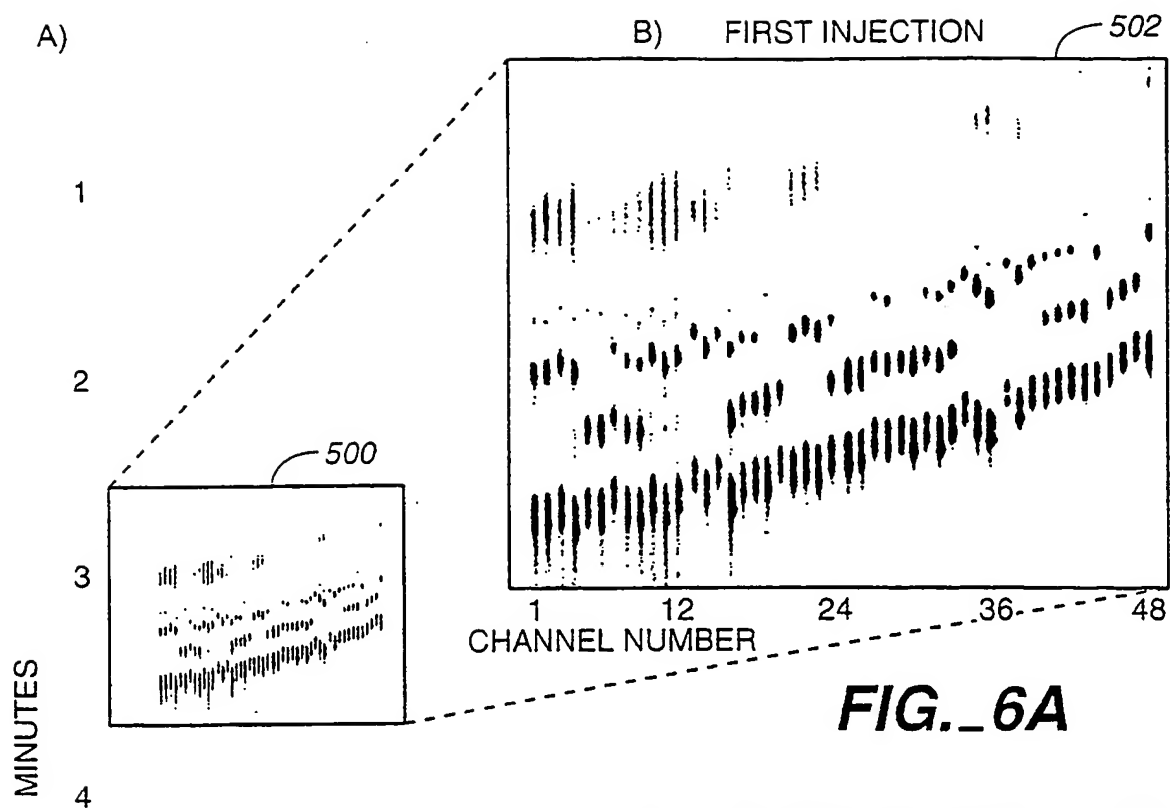 A)
B) FIRST INJECTION
502
1
2
500
3
MINUTES
4
1 12 24 36 48
CHANNEL NUMBER
FIG._6A